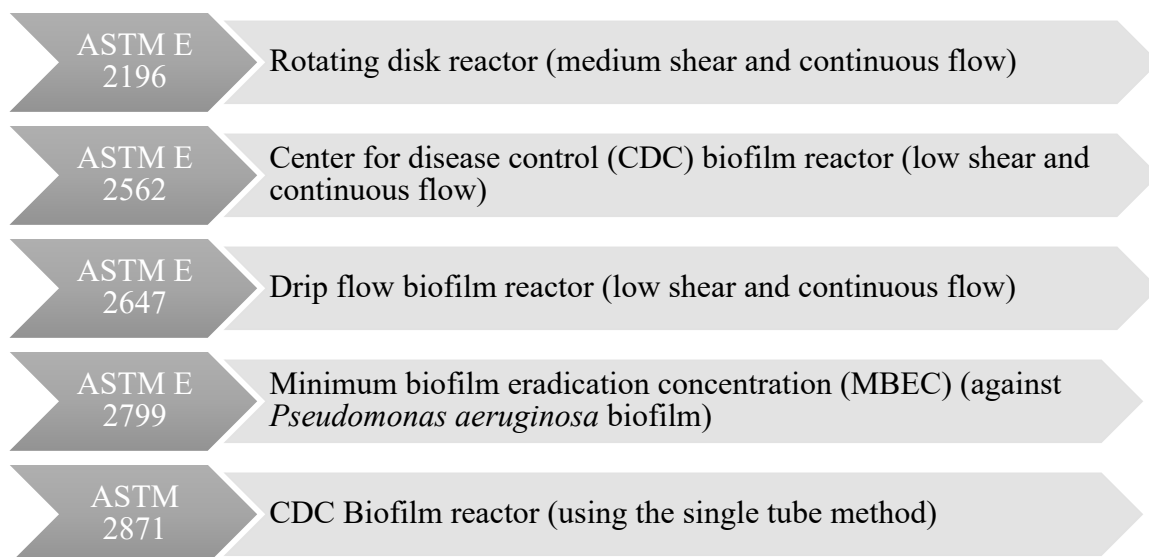 ASTM E
2196
Rotating disk reactor (medium shear and continuous flow)
ASTM E
2562
Center for disease control (CDC) biofilm reactor (low shear and
continuous flow)
ASTM E
2647
Drip flow biofilm reactor (low shear and continuous flow)
ASTM E
2799
Minimum biofilm eradication concentration (MBEC) (against
Pseudomonas aeruginosa biofilm)
ASTM
2871
CDC Biofilm reactor (using the single tube method)